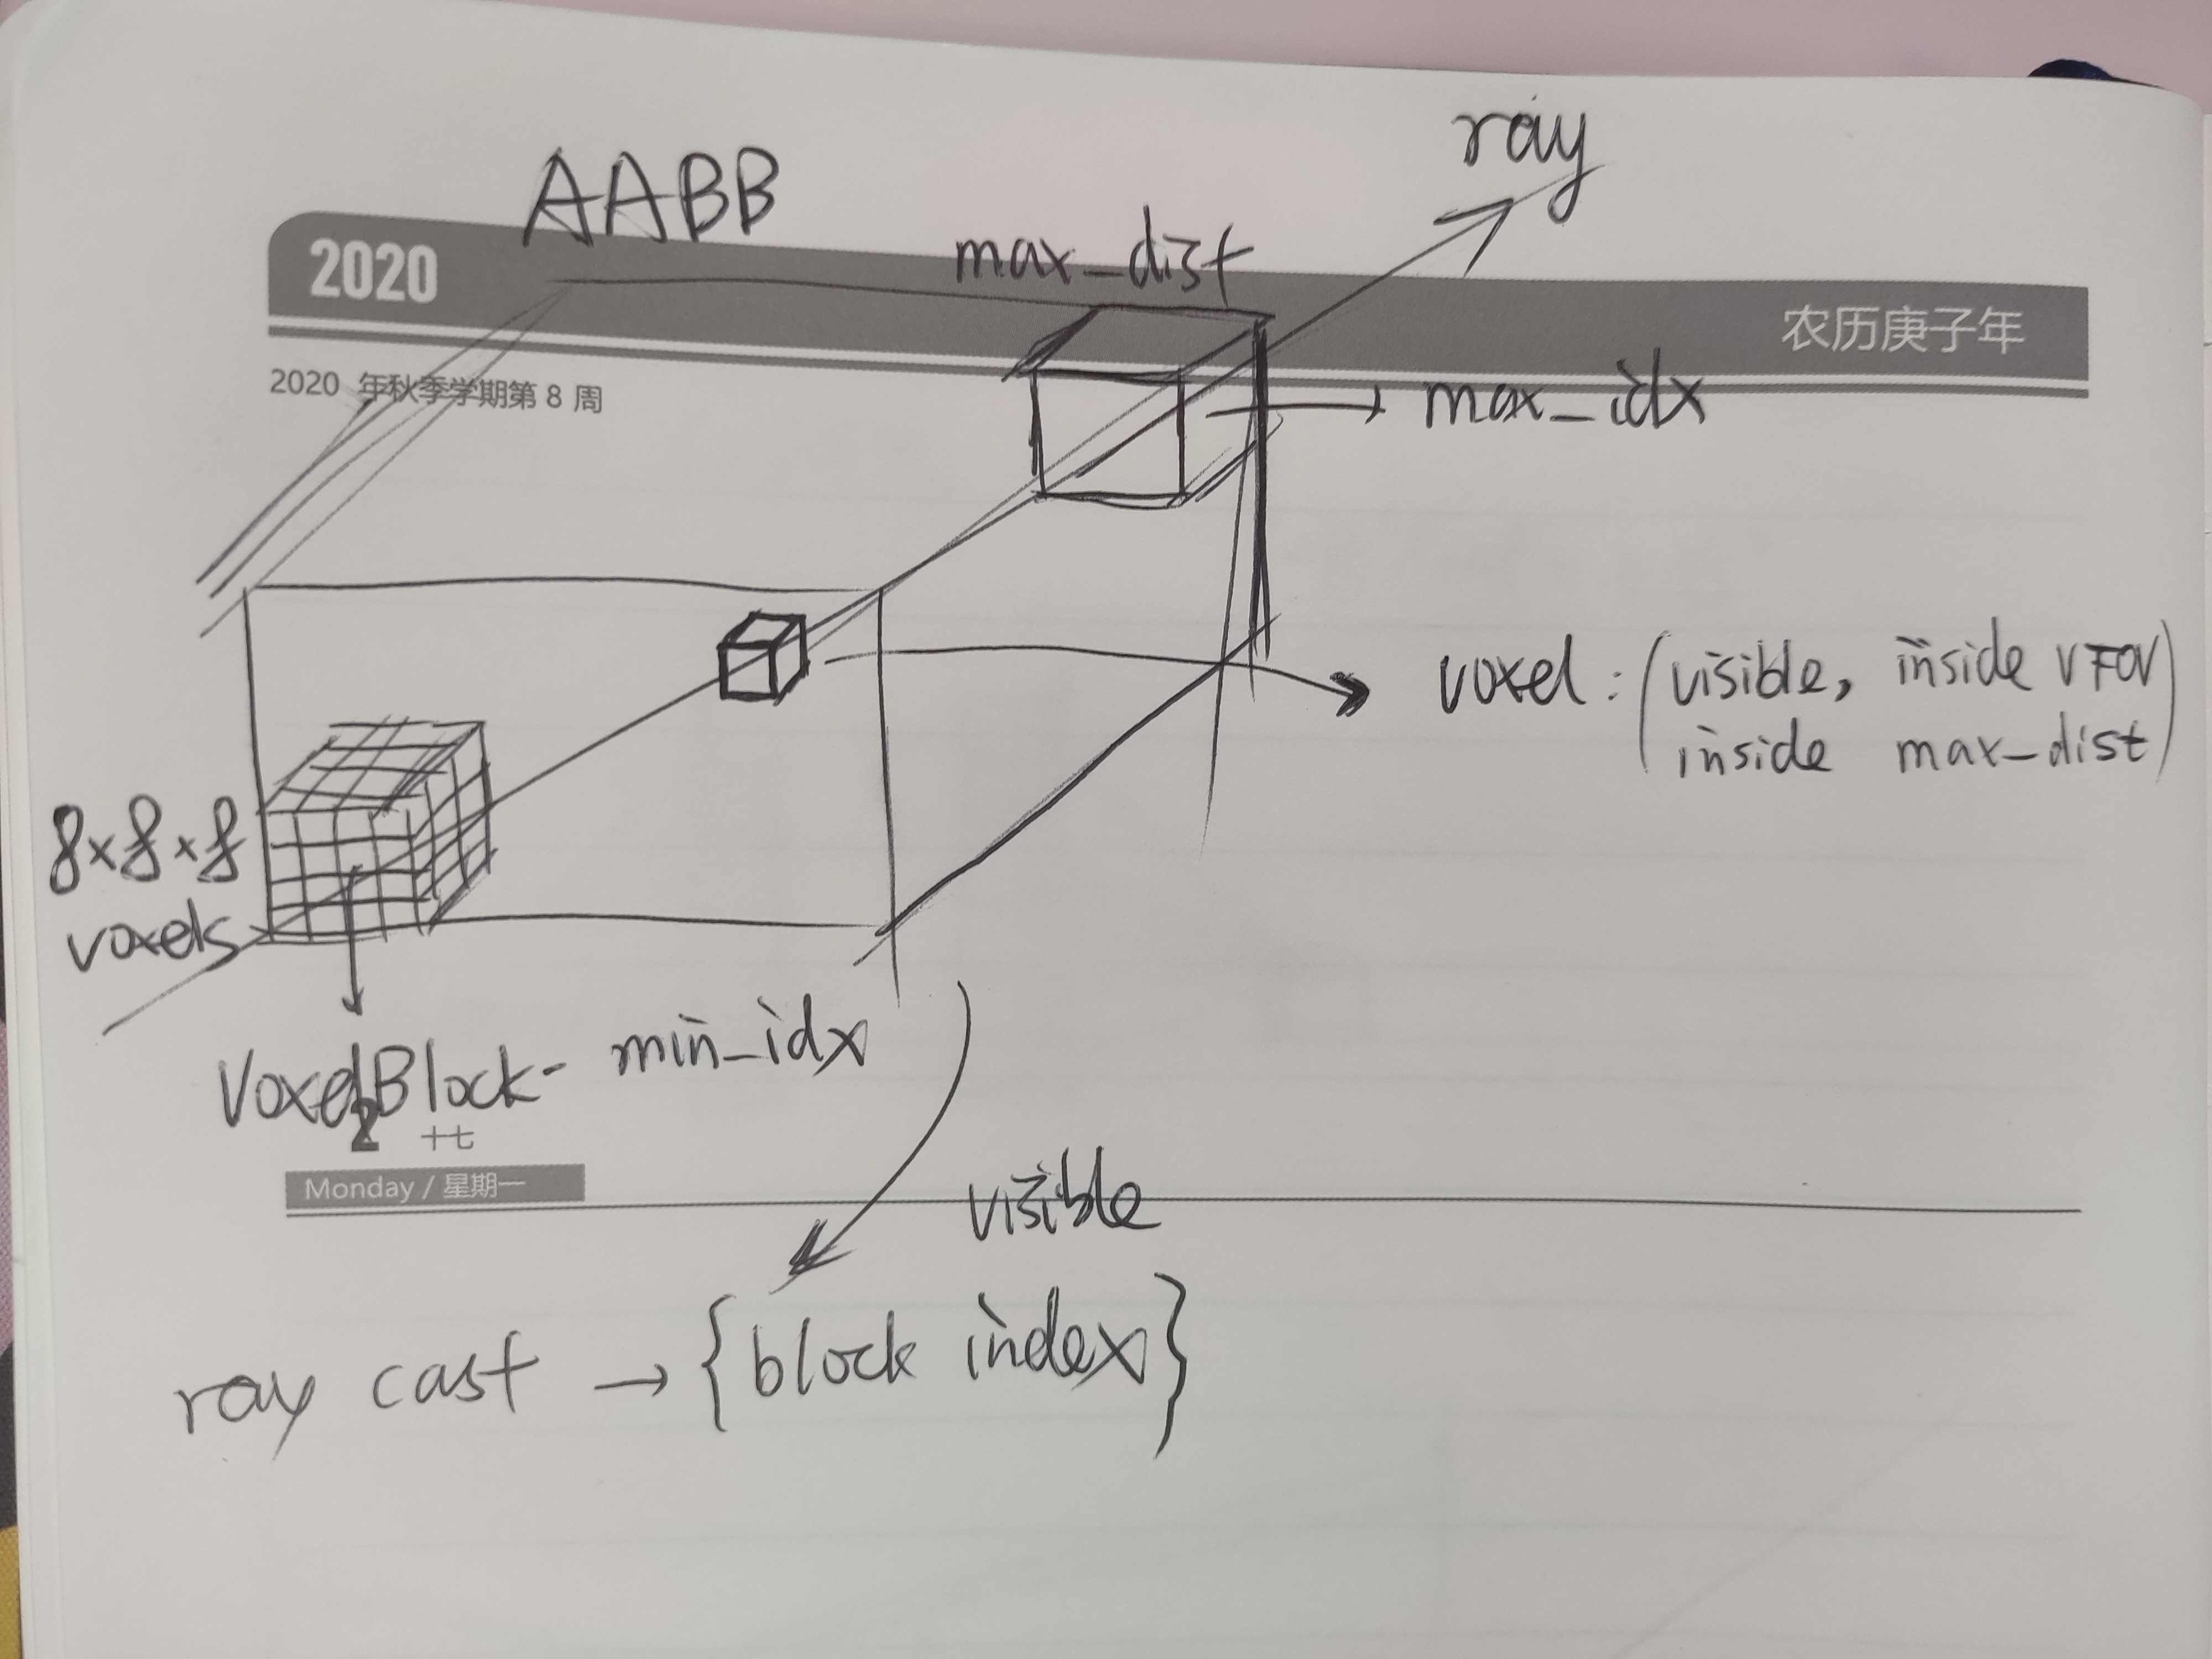 ray
AABB
max_dist
2020
农历庚子年
2020 年秋季学期第 8 周
max_idx
voxel: (visible, inside VFOV
inside max_dist)
8×8×8
voxels
VoxelBlock- min_idx
2 十七
Monday / 星期一
visible
ray cast → {block index}